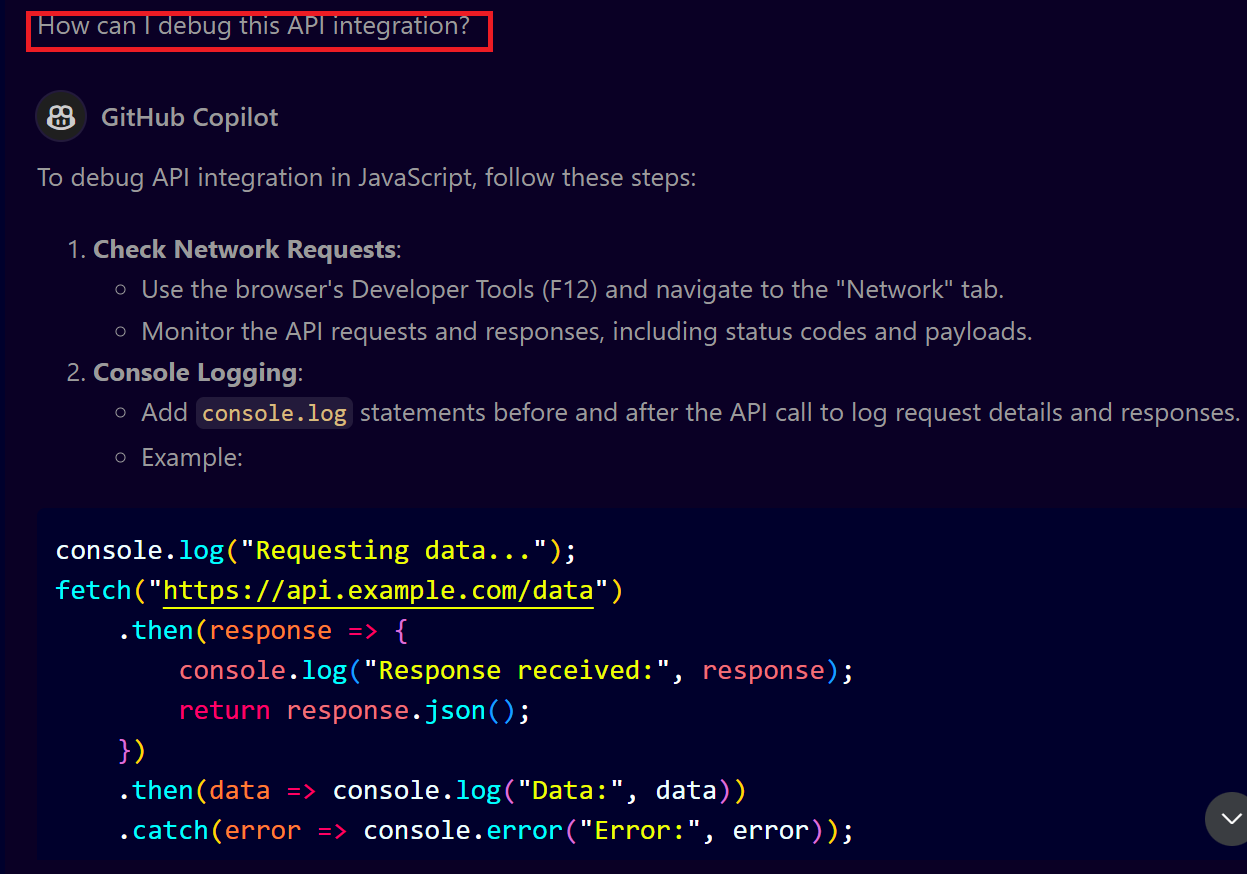 How can I debug this API integration?
GitHub Copilot
To debug API integration in JavaScript, follow these steps:
1. Check Network Requests:
○ Use the browser's Developer Tools (F12) and navigate to the "Network" tab.
○ Monitor the API requests and responses, including status codes and payloads.
2. Console Logging:
○ Add console.log statements before and after the API call to log request details and responses.
○ Example:
console.log("Requesting data...");
fetch("https://api.example.com/data")
    .then(response => {
        console.log("Response received:", response);
        return response.json();
    })
    .then(data => console.log("Data:", data))
    .catch(error => console.error("Error:", error));